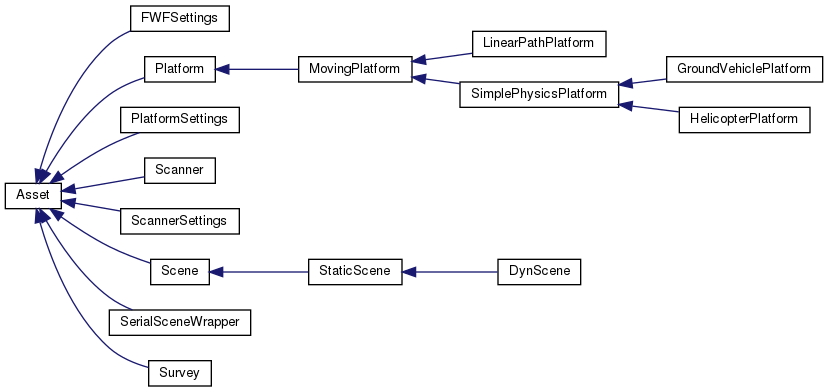 FWFSettings
LinearPathPlatform
Platform
MovingPlatform
GroundVehiclePlatform
SimplePhysicsPlatform
PlatformSettings
HelicopterPlatform
Scanner
Asset
ScannerSettings
Scene
StaticScene
DynScene
SerialSceneWrapper
Survey